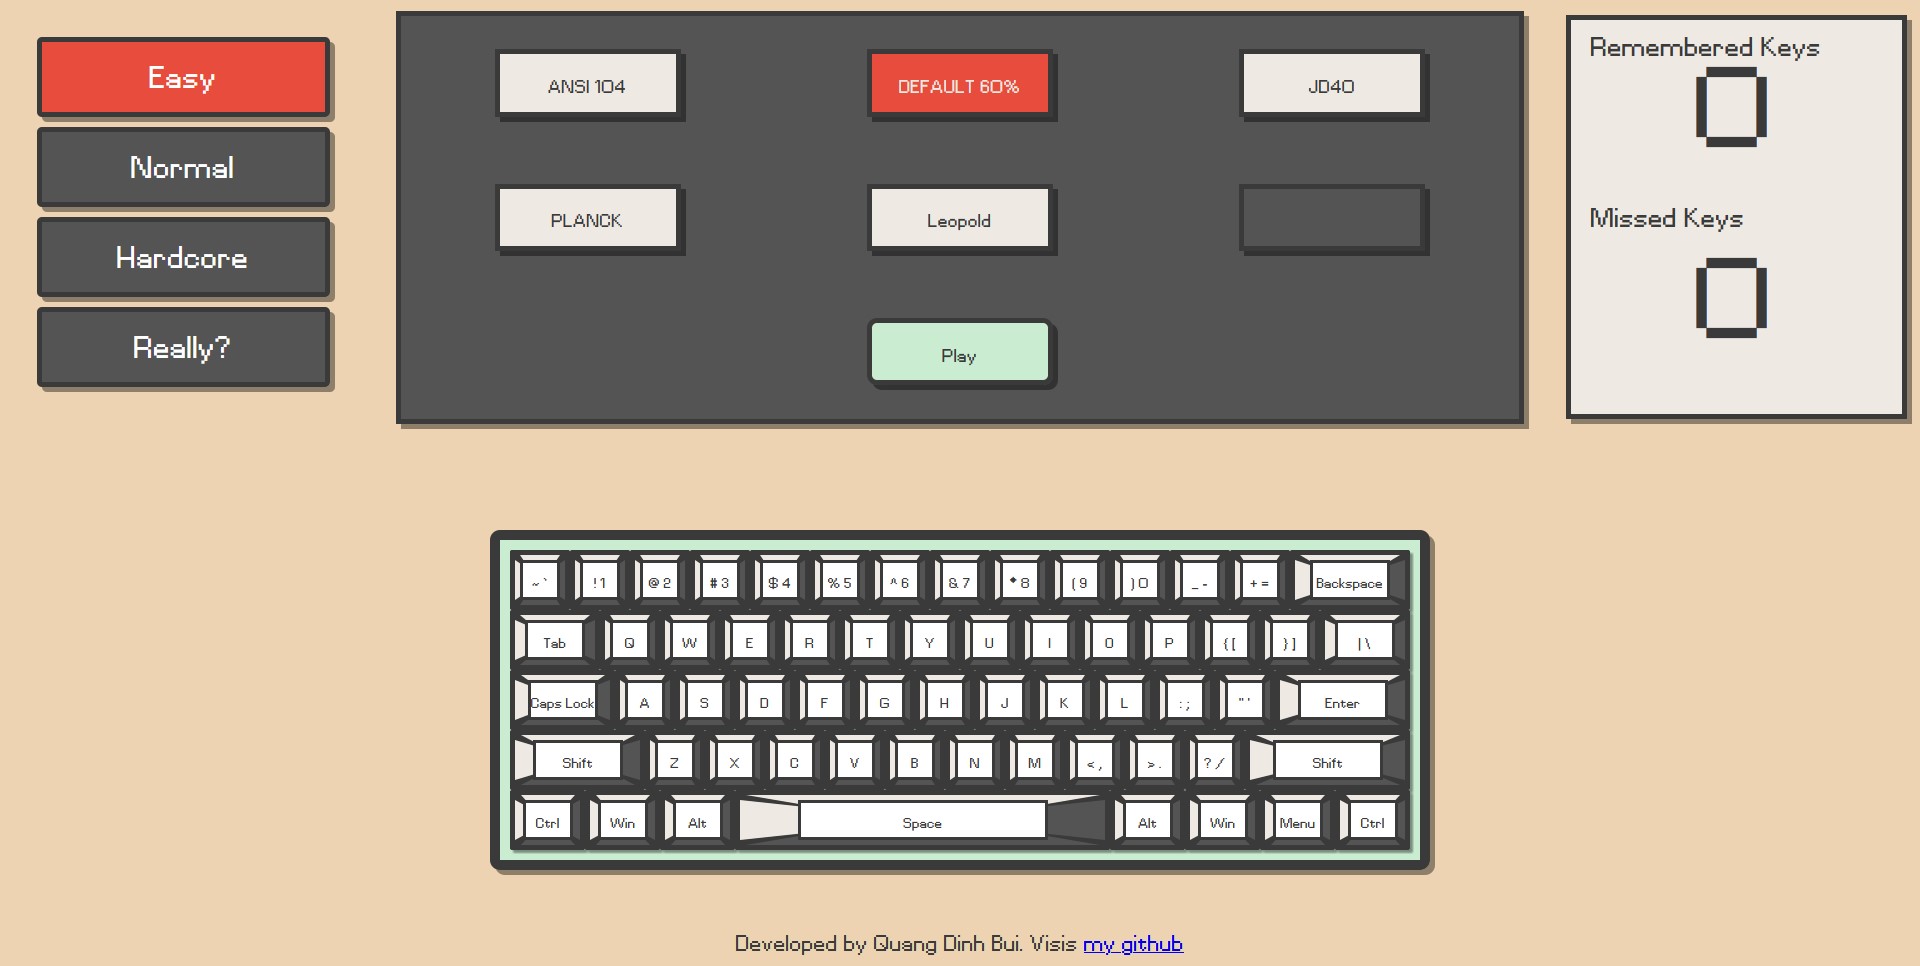 Easy
Normal
Hardcore
Really?
ANSI 104
DEFAULT 60%
JD40
PLANCK
Leopold
Play
Remembered Keys
0
Missed Keys
0
~ ` ! 1 @ 2 # 3 $ 4 % 5 ^ 6 & 7 * 8 ( 9 ) 0 _ - + = Backspace
Tab Q W E R T Y U I O P { [ } ] | \
Caps Lock A S D F G H J K L : ; " ' Enter
Shift Z X C V B N M < , > . ? / Shift
Ctrl Win Alt Space Alt Win Menu Ctrl
Developed by Quang Dinh Bui. Visis my github